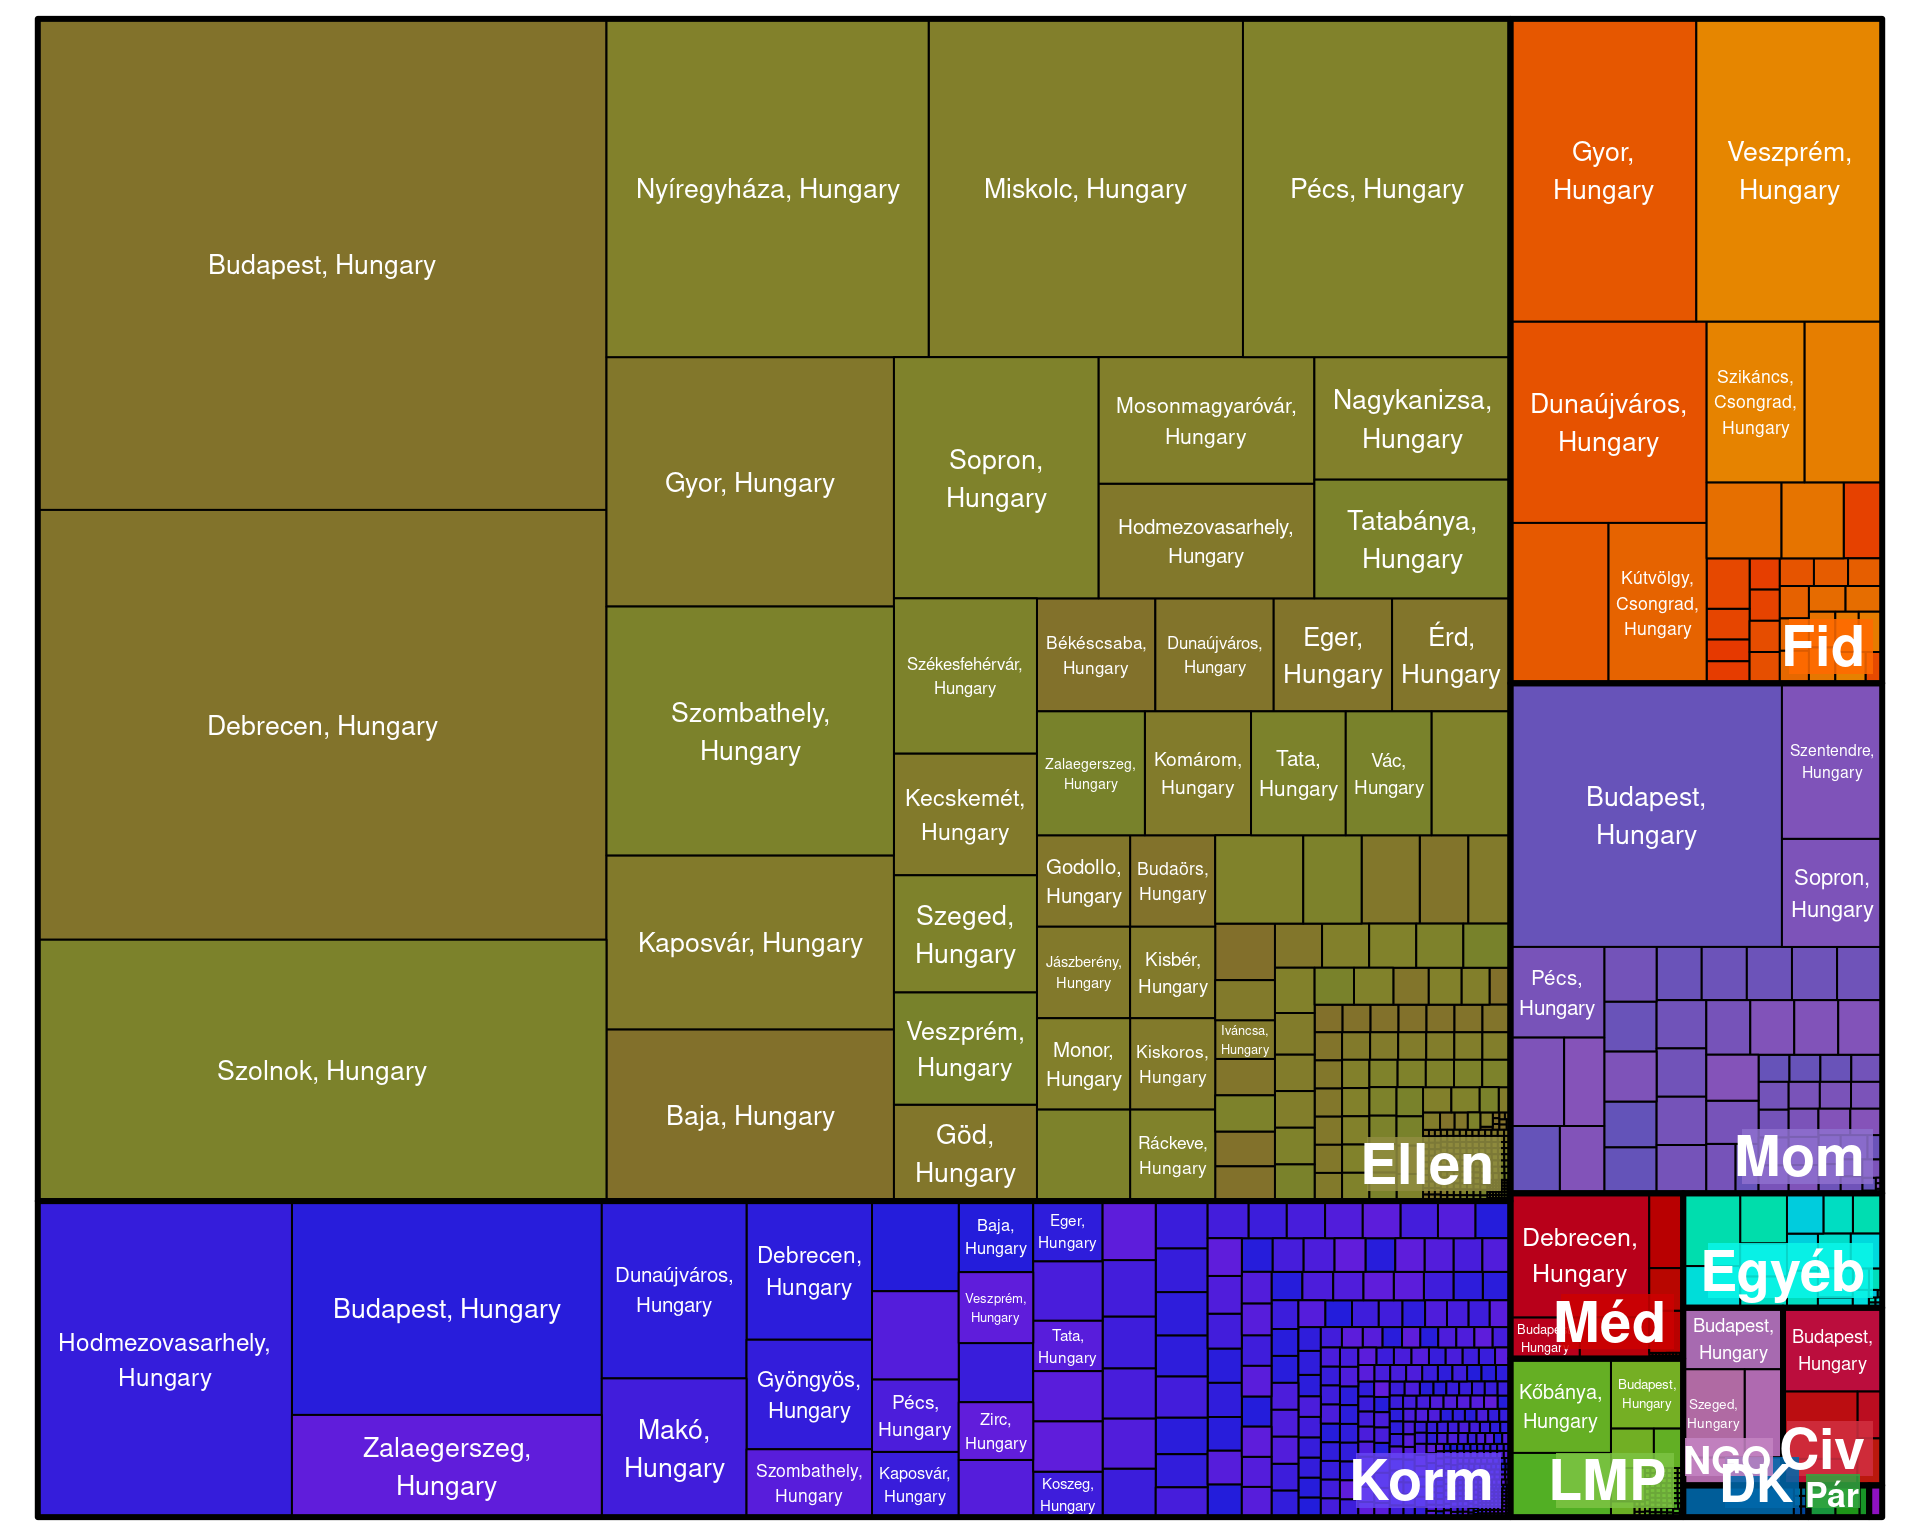 Budapest, Hungary
Debrecen, Hungary
Szolnok, Hungary
Nyíregyháza, Hungary
Miskolc, Hungary
Pécs, Hungary
Gyor, Hungary
Szombathely,
Hungary
Kaposvár, Hungary
Baja, Hungary
Sopron,
Hungary
Mosonmagyaróvár,
Hungary
Hodmezovasarhely,
Hungary
Nagykanizsa,
Hungary
Tatabánya,
Hungary
Székesfehérvár,
Hungary
Kecskemét,
Hungary
Szeged,
Hungary
Veszprém,
Hungary
Göd,
Hungary
Békéscsaba,
Hungary
Dunaújváros,
Hungary
Eger,
Hungary
Érd,
Hungary
Zalaegerszeg,
Hungary
Komárom,
Hungary
Tata,
Hungary
Vác,
Hungary
Godollo,
Hungary
Budaörs,
Hungary
Jászberény,
Hungary
Kisbér,
Hungary
Monor,
Hungary
Kiskoros,
Hungary
Ráckeve,
Hungary
Iváncsa,
Hungary
Ellen
Gyor,
Hungary
Veszprém,
Hungary
Dunaújváros,
Hungary
Szikáncs,
Csongrad,
Hungary
Kútvölgy,
Csongrad,
Hungary
Fid
Budapest,
Hungary
Szentendre,
Hungary
Sopron,
Hungary
Pécs,
Hungary
Mom
Hodmezovasarhely,
Hungary
Budapest, Hungary
Zalaegerszeg,
Hungary
Dunaújváros,
Hungary
Makó,
Hungary
Debrecen,
Hungary
Gyöngyös,
Hungary
Szombathely,
Hungary
Pécs,
Hungary
Kaposvár,
Hungary
Baja,
Hungary
Veszprém,
Hungary
Zirc,
Hungary
Eger,
Hungary
Tata,
Hungary
Koszeg,
Hungary
Korm
Debrecen,
Hungary
Budapest,
Hungary
Méd
Egyéb
Kőbánya,
Hungary
Budapest,
Hungary
LMP
Budapest,
Hungary
Szeged,
Hungary
NGO
Budapest,
Hungary
Civ
DK
Pár